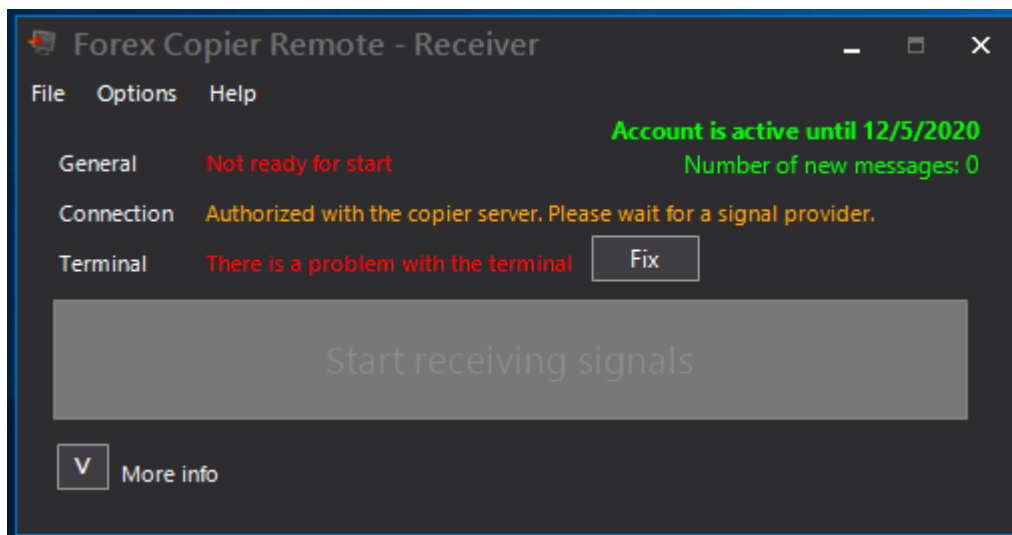 Forex Copier Remote - Receiver
File Options Help
Account is active until 12/5/2020
General Not ready for start Number of new messages: 0
Connection Authorized with the copier server. Please wait for a signal provider.
Terminal There is a problem with the terminal Fix
Start receiving signals
V More info